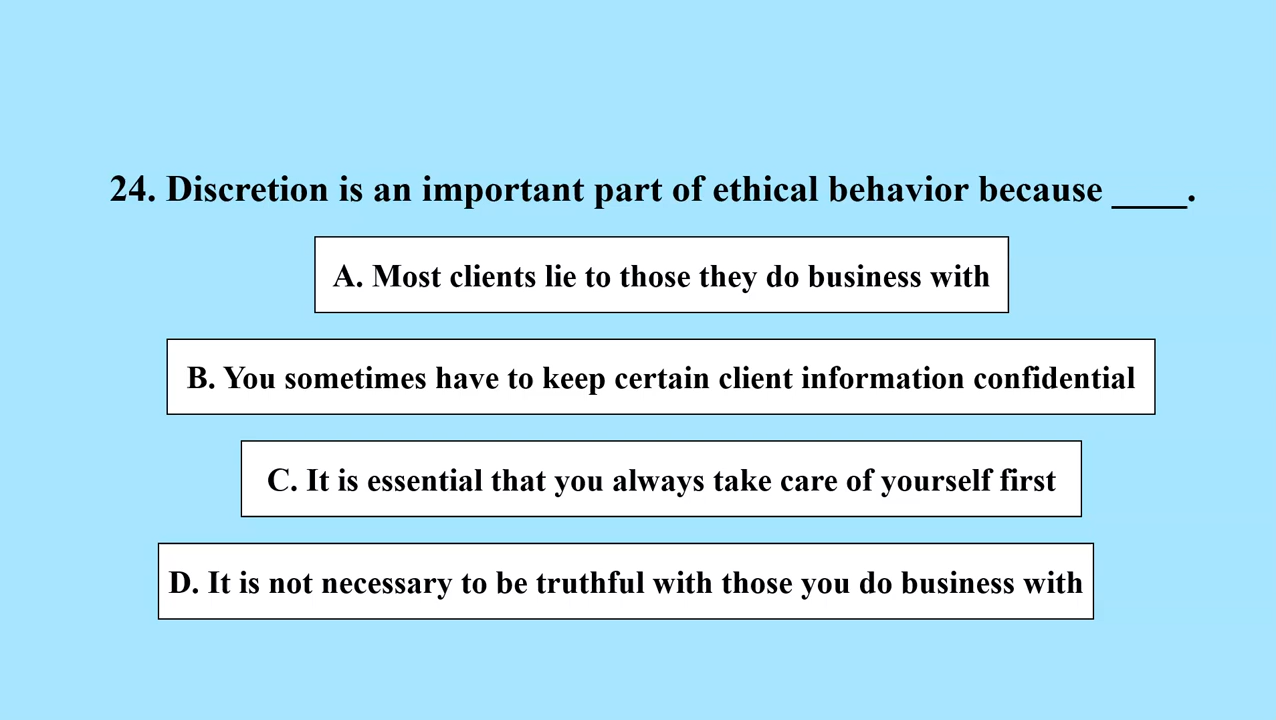 24. Discretion is an important part of ethical behavior because ____.
A. Most clients lie to those they do business with
B. You sometimes have to keep certain client information confidential
C. It is essential that you always take care of yourself first
D. It is not necessary to be truthful with those you do business with